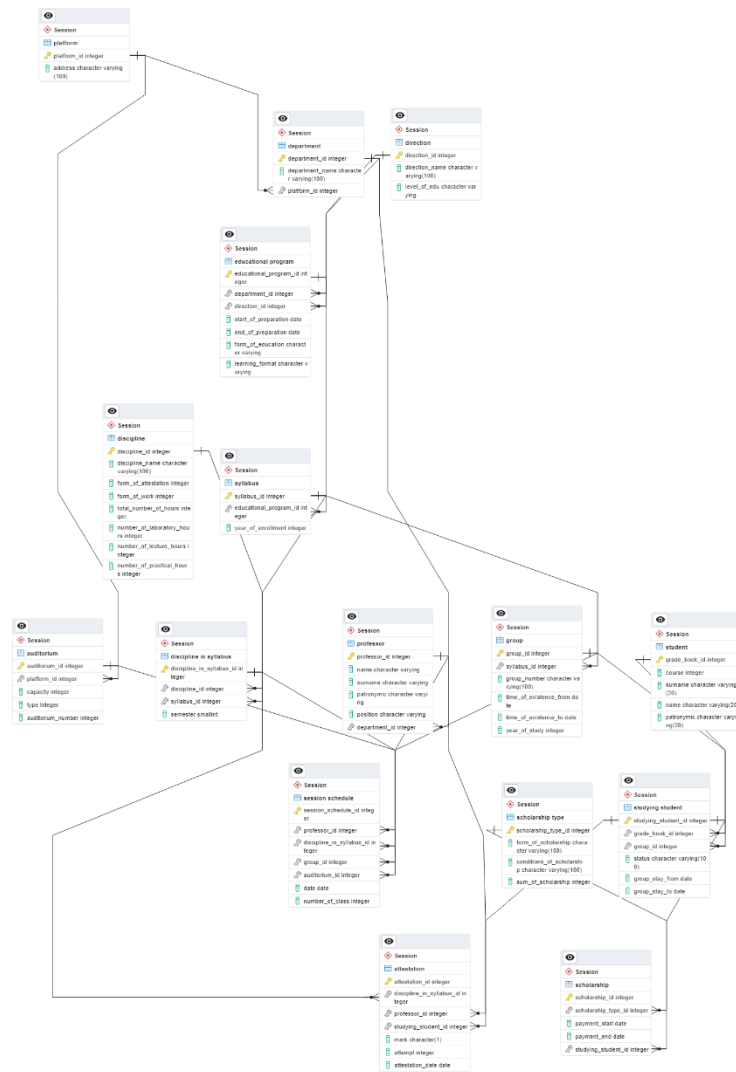 Session
platform
platform_id integer
address character varying
(100)
Session
department
department_id integer
department_name characte
r varying(100)
platform_id integer
Session
direction
direction_id integer
direction_name character v
arying(100)
level_of_edu character var
ying
Session
educational program
educational_program_id int
eger
department_id integer
direction_id integer
start_of_preparation date
end_of_preparation date
form_of_education charact
er varying
learning_format character v
arying
Session
discipline
discipline_id integer
discipline_name character
varying(100)
form_of_attestation integer
form_of_work integer
total_number_of_hours inte
ger
number_of_laboratory_hou
rs integer
number_of_lecture_hours i
nteger
number_of_practical_hour
s integer
Session
syllabus
syllabus_id integer
educational_program_id int
eger
year_of_enrollment integer
Session
auditorium
auditorium_id integer
platform_id integer
capacity integer
type integer
auditorium_number integer
Session
discipline in syllabus
discipline_in_syllabus_id in
teger
discipline_id integer
syllabus_id integer
semester smallint
Session
professor
professor_id integer
name character varying
surname character varying
patronymc character varyi
ng
position character varying
department_id integer
Session
group
group_id integer
syllabus_id integer
group_number character va
rying(100)
time_of_existence_from da
te
time_of_existence_to date
year_of_study integer
Session
student
grade_book_id integer
course integer
surname character varying
(20)
name character varying(20
patronymic character varyi
ng(20)
Session
session schedule
session_schedule_id integ
er
professor_id integer
discipline_in_syllabus_id in
teger
group_id integer
auditorium_id integer
date date
number_of_class integer
Session
scholarship type
scholarship_type_id integer
form_of_scholarship chara
cter varying(100)
conditions_of_scholarshi
p character varying(100)
sum_of_scholarship integer
Session
studying student
studying_student_id integer
grade_book_id integer
group_id integer
status character varying(10
0)
group_stay_from date
group_stay_to date
Session
attestation
attestation_id integer
discipline_in_syllabus_id in
teger
professor_id integer
studying_student_id integer
mark character(1)
attempt integer
attestation_date date
Session
scholarship
scholarship_id integer
scholarship_type_id integer
payment_start date
payment_end date
studying_student_id integer